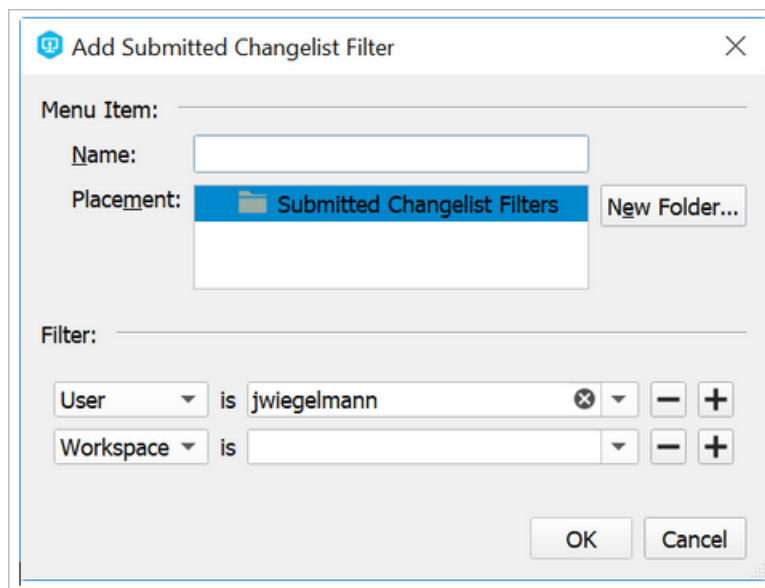 Add Submitted Changelist Filter
Menu Item:
Name:
Placement:
Submitted Changelist Filters
New Folder...
Filter:
User is jwiegelmann
Workspace is
OK Cancel